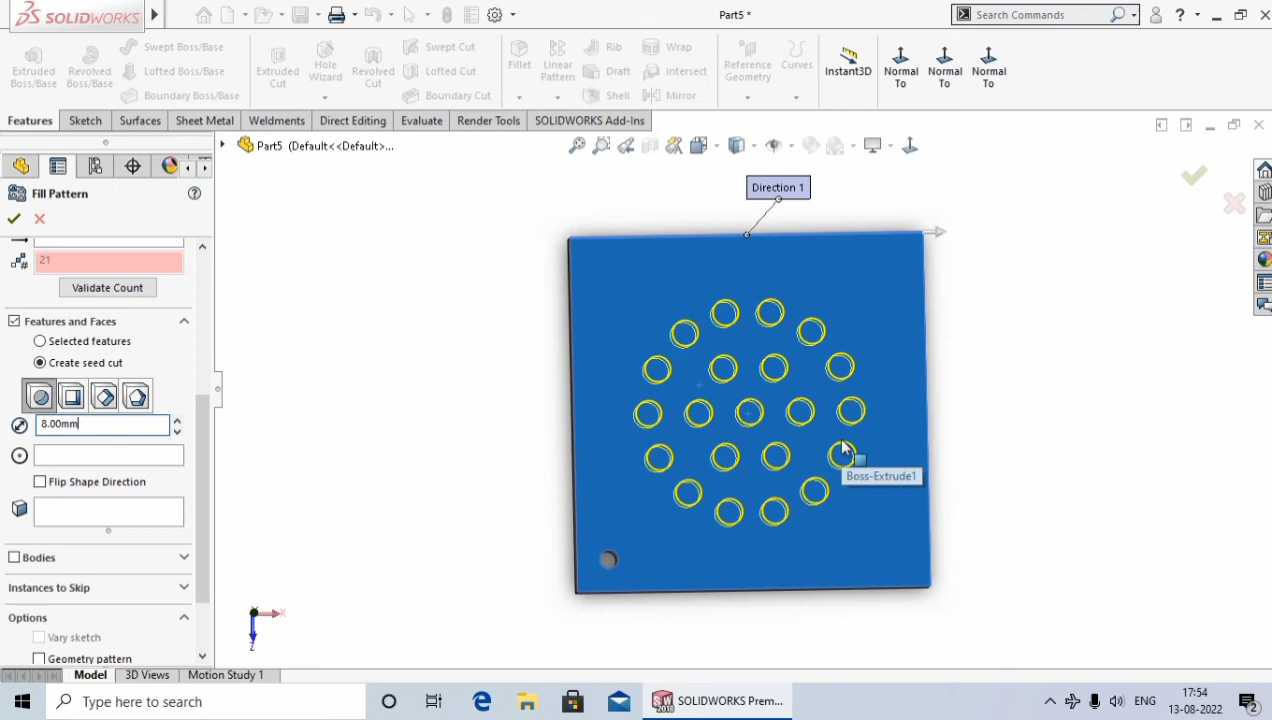 SOLIDWORKS
Part5 *
Search Commands
Extruded Boss/Base
Revolved Boss/Base
Swept Boss/Base
Lofted Boss/Base
Boundary Boss/Base
Extruded Cut
Hole Wizard
Revolved Cut
Swept Cut
Lofted Cut
Boundary Cut
Fillet
Linear Pattern
Rib
Draft
Shell
Wrap
Intersect
Mirror
Reference Geometry
Curves
Instant3D
Normal To
Normal To
Normal To
Features Sketch Surfaces Sheet Metal Weldments Direct Editing Evaluate Render Tools SOLIDWORKS Add-Ins
Part5 (Default<<Default>...
Fill Pattern
21
Validate Count
Features and Faces
Selected features
Create seed cut
8.00mm
Flip Shape Direction
Bodies
Instances to Skip
Options
Vary sketch
Geometry pattern
Direction 1
Boss-Extrude1
X
Z
Model 3D Views Motion Study 1
Type here to search
SW
2018
SOLIDWORKS Prem...
ENG
17:54
13-08-2022
2